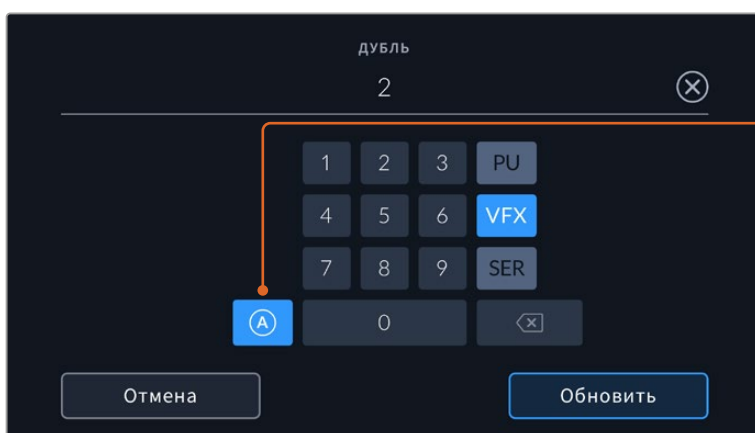 ДУБЛЬ
2
1 2 3 PU
4 5 6 VFX
7 8 9 SER
A 0
Отмена Обновить